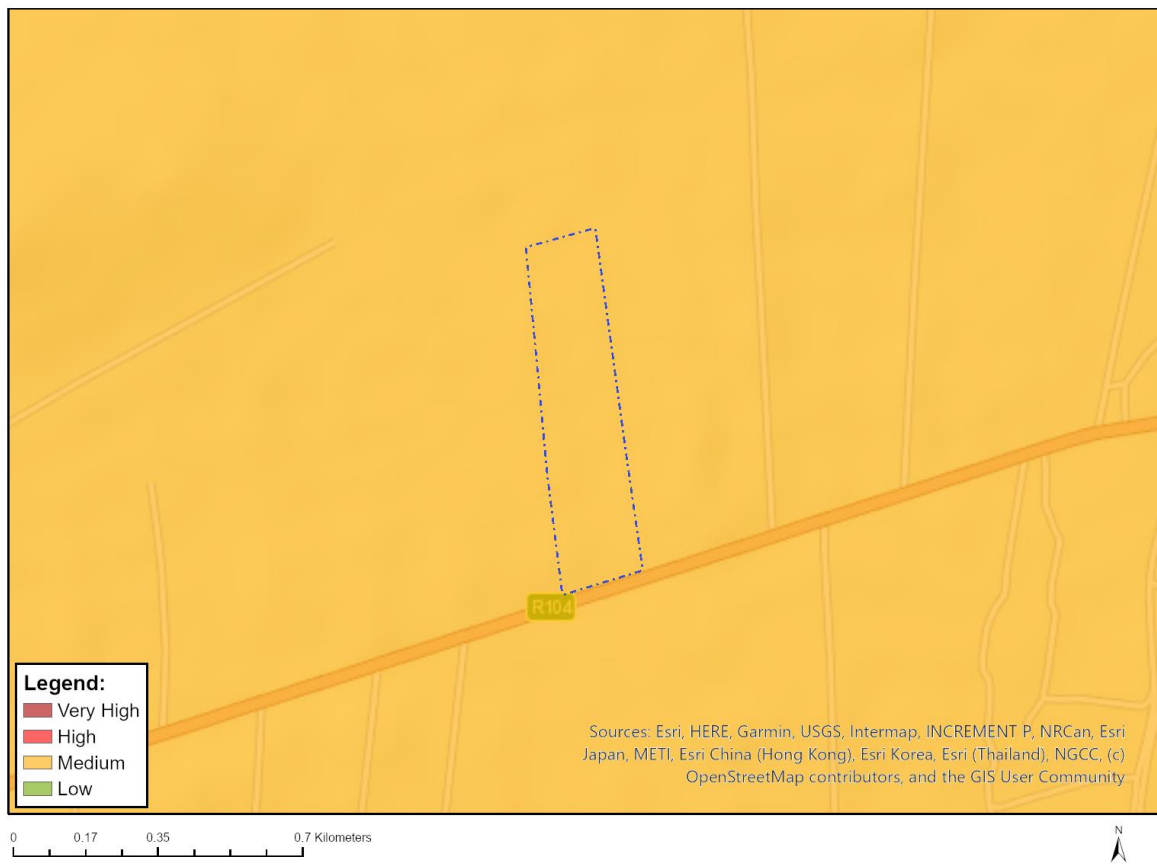 R104
Legend:
Very High
High
Medium
Low
Sources: Esri, HERE, Garmin, USGS, Intermap, INCREMENT P, NRCan, Esri
Japan, METI, Esri China (Hong Kong), Esri Korea, Esri (Thailand), NGCC, (c)
OpenStreetMap contributors, and the GIS User Community
0 0.17 0.35 0.7 Kilometers
N